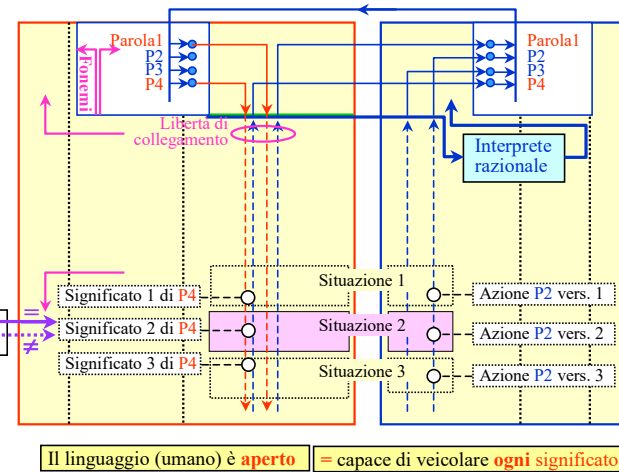 Parola1
P2
P3
P4
Fonemi
Parola1
P2
P3
P4
Libertà di
collegamento
Interprete
razionale
Situazione 1
Significato 1 di P4
Azione P2 vers. 1
=
Significato 2 di P4
Situazione 2
Azione P2 vers. 2
≠
Significato 3 di P4
Situazione 3
Azione P2 vers. 3
Il linguaggio (umano) è aperto
= capace di veicolare ogni significato